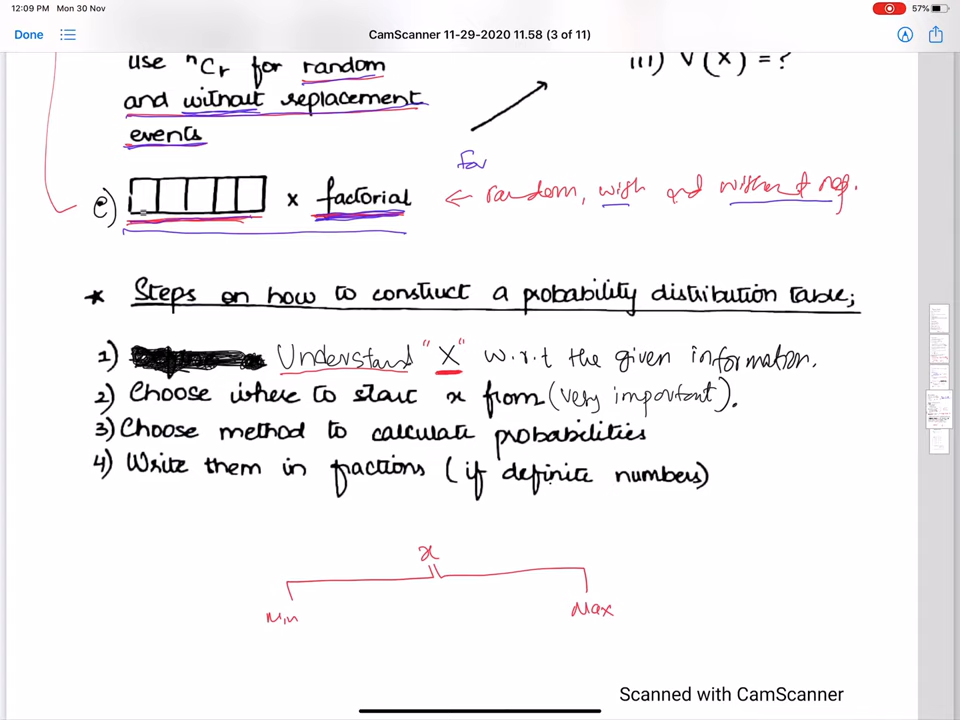 12:09 PM Mon 30 Nov
57%
Done
CamScanner 11-29-2020 11.58 (3 of 11)
use nCr for random
and without replacement
events
iii) V(X) = ?
for
e) x factorial ← random, with and without rep.
* Steps on how to construct a probability distribution table;
1) Understand "X" w.r.t the given information.
2) Choose where to start x from (very important).
3) Choose method to calculate probabilities
4) Write them in fractions (if definite numbers)
x
Min
Max
Scanned with CamScanner